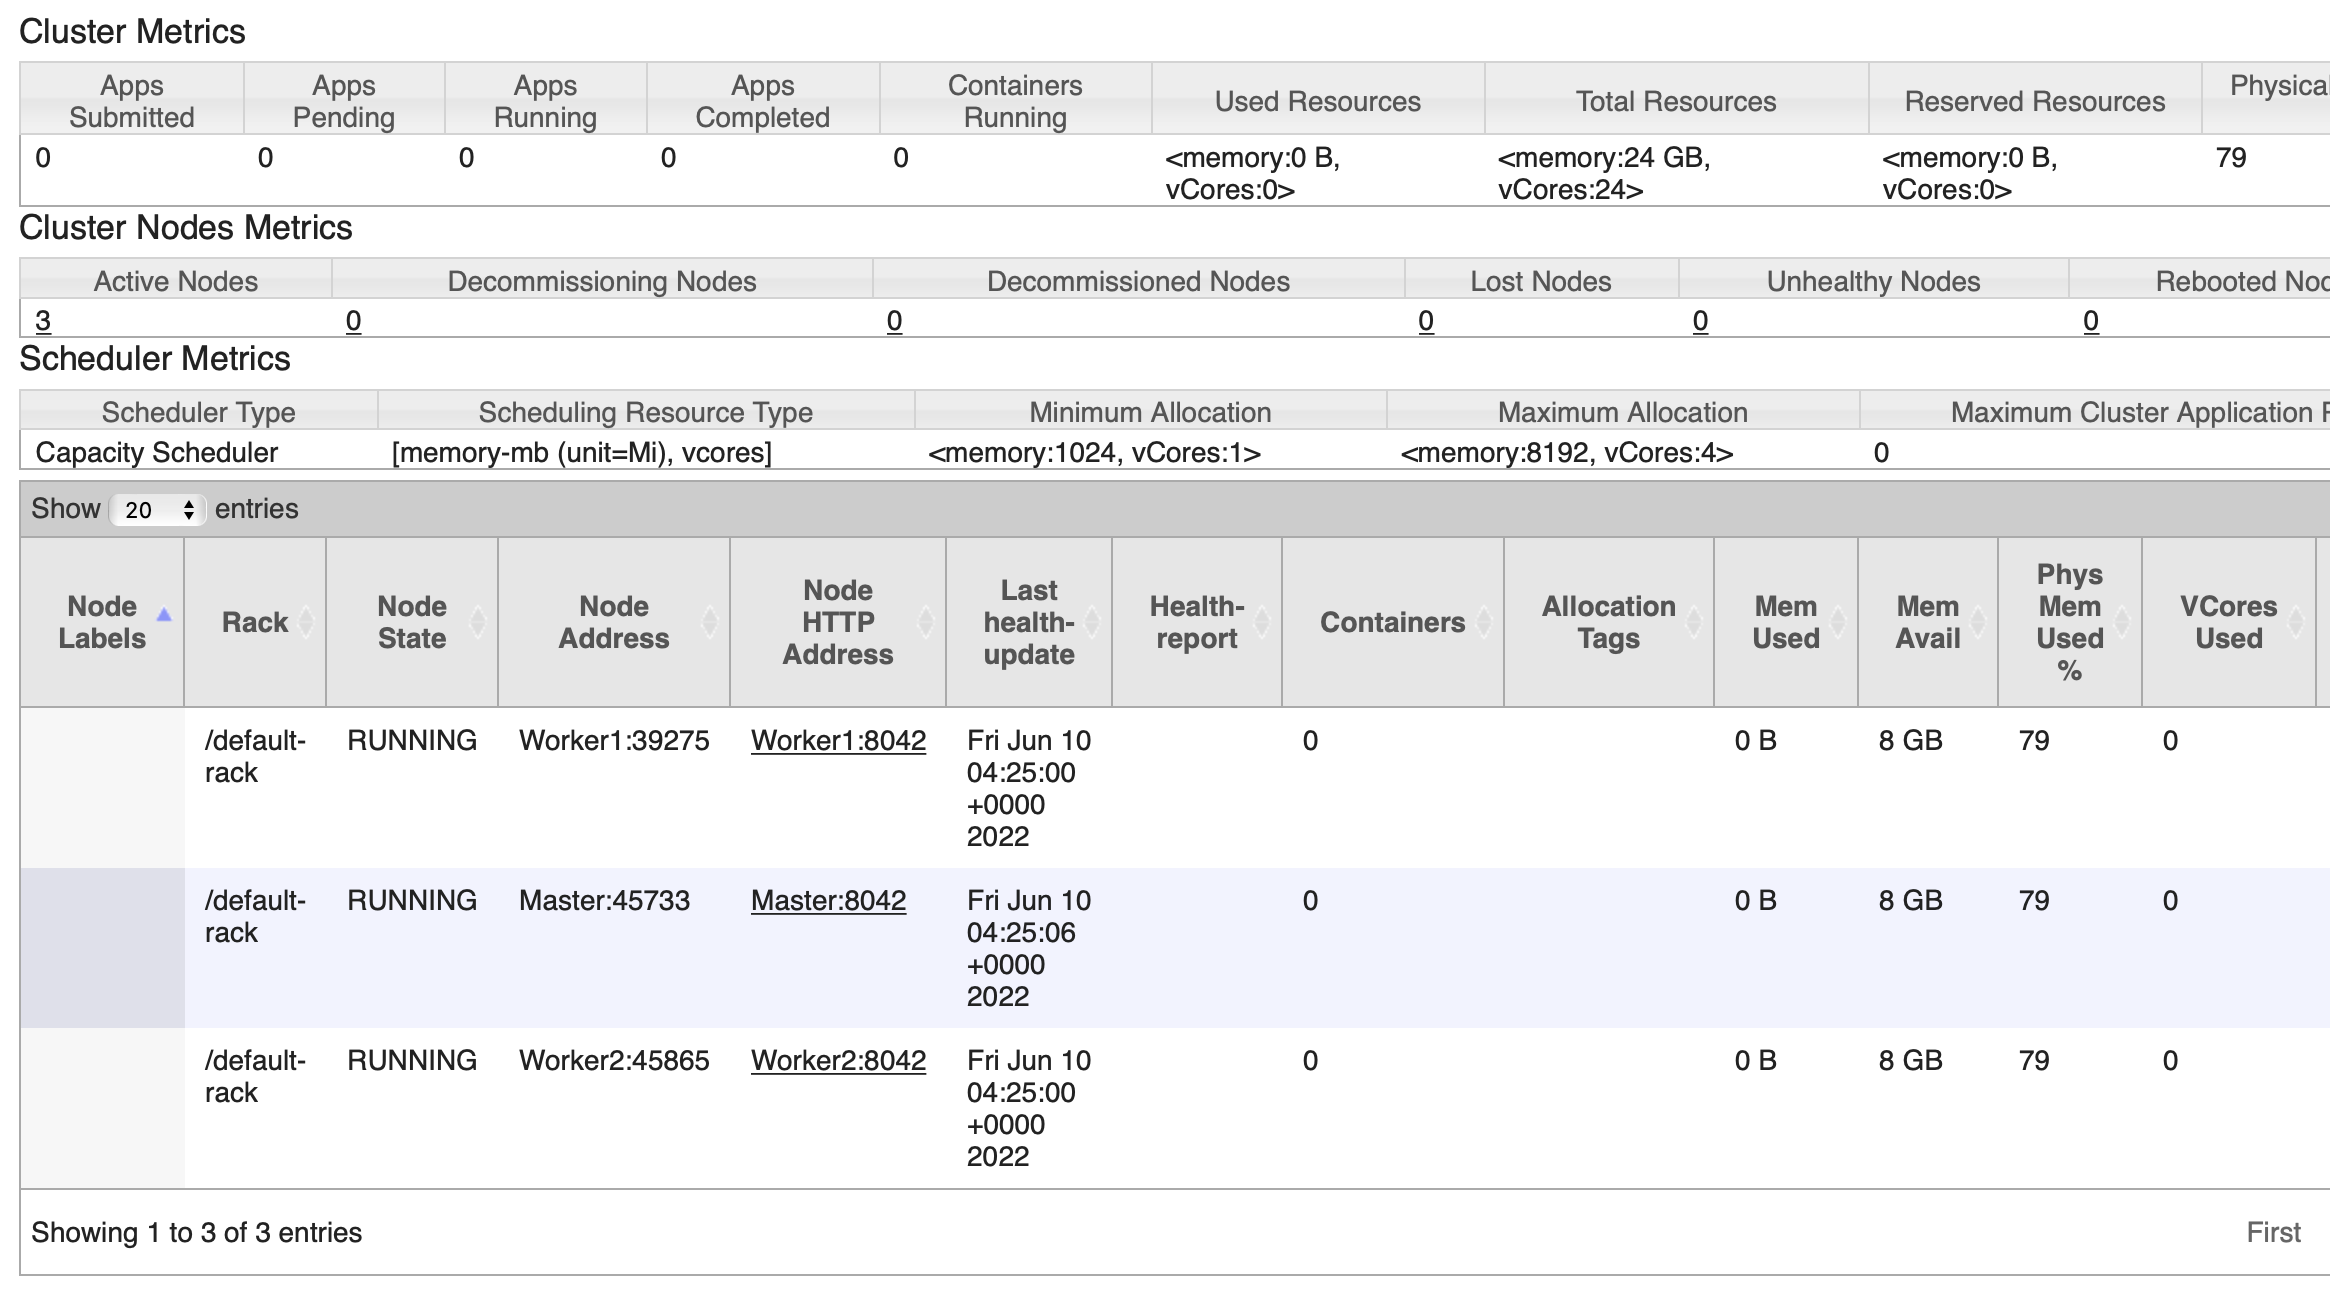 Cluster Metrics
Apps Submitted Apps Pending Apps Running Apps Completed Containers Running Used Resources Total Resources Reserved Resources Physical
0 0 0 0 0 <memory:0 B, vCores:0> <memory:24 GB, vCores:24> <memory:0 B, vCores:0> 79
Cluster Nodes Metrics
Active Nodes Decommissioning Nodes Decommissioned Nodes Lost Nodes Unhealthy Nodes Rebooted Nod
3 0 0 0 0 0
Scheduler Metrics
Scheduler Type Scheduling Resource Type Minimum Allocation Maximum Allocation Maximum Cluster Application P
Capacity Scheduler [memory-mb (unit=Mi), vcores] <memory:1024, vCores:1> <memory:8192, vCores:4> 0
Show 20 entries
Node Labels Rack Node State Node Address Node HTTP Address Last health-update Health-report Containers Allocation Tags Mem Used Mem Avail Phys Mem Used % VCores Used
/default-rack RUNNING Worker1:39275 Worker1:8042 Fri Jun 10 04:25:00 +0000 2022 0 0 B 8 GB 79 0
/default-rack RUNNING Master:45733 Master:8042 Fri Jun 10 04:25:06 +0000 2022 0 0 B 8 GB 79 0
/default-rack RUNNING Worker2:45865 Worker2:8042 Fri Jun 10 04:25:00 +0000 2022 0 0 B 8 GB 79 0
Showing 1 to 3 of 3 entries First